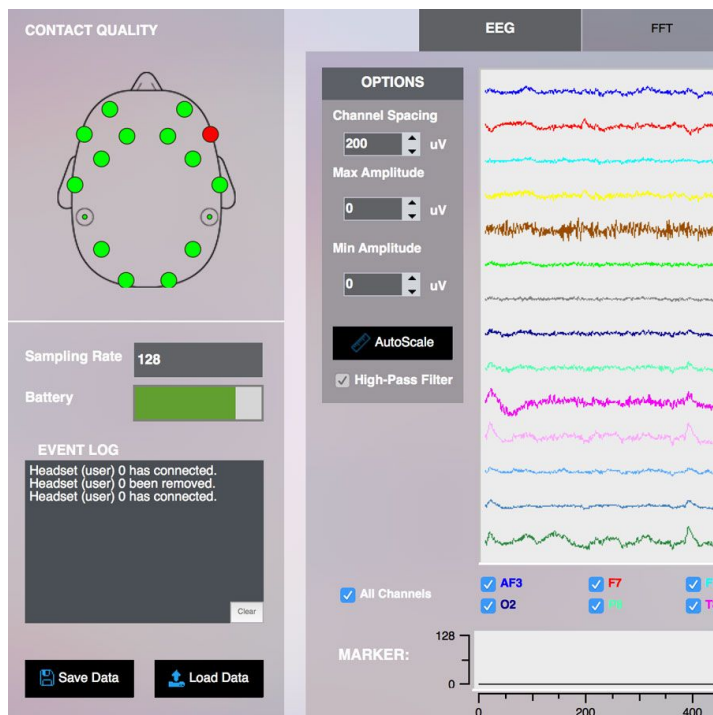 CONTACT QUALITY
EEG
FFT
OPTIONS
Channel Spacing
200 uV
Max Amplitude
0 uV
Min Amplitude
0 uV
AutoScale
High-Pass Filter
Sampling Rate 128
Battery
EVENT LOG
Headset (user) 0 has connected.
Headset (user) 0 been removed.
Headset (user) 0 has connected.
Clear
Save Data
Load Data
All Channels
AF3 F7 F
O2 P8 T
MARKER:
128
0
0 200 400